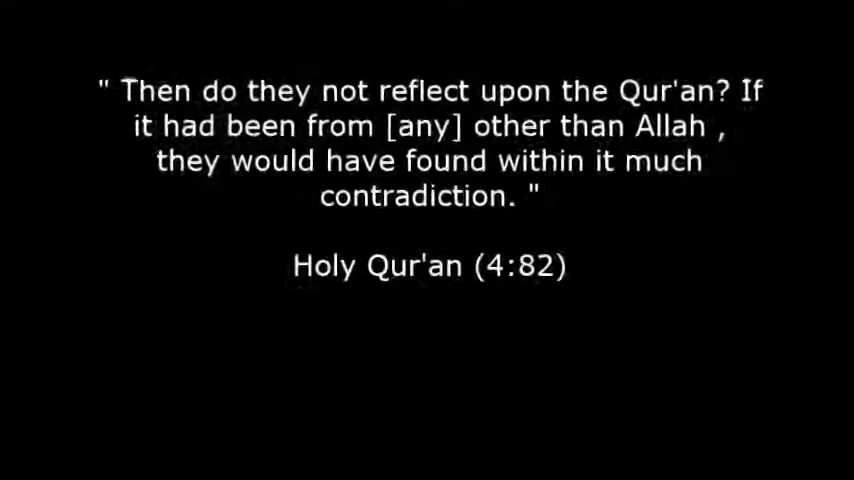 " Then do they not reflect upon the Qur'an? If
it had been from [any] other than Allah ,
they would have found within it much
contradiction. "
Holy Qur'an (4:82)